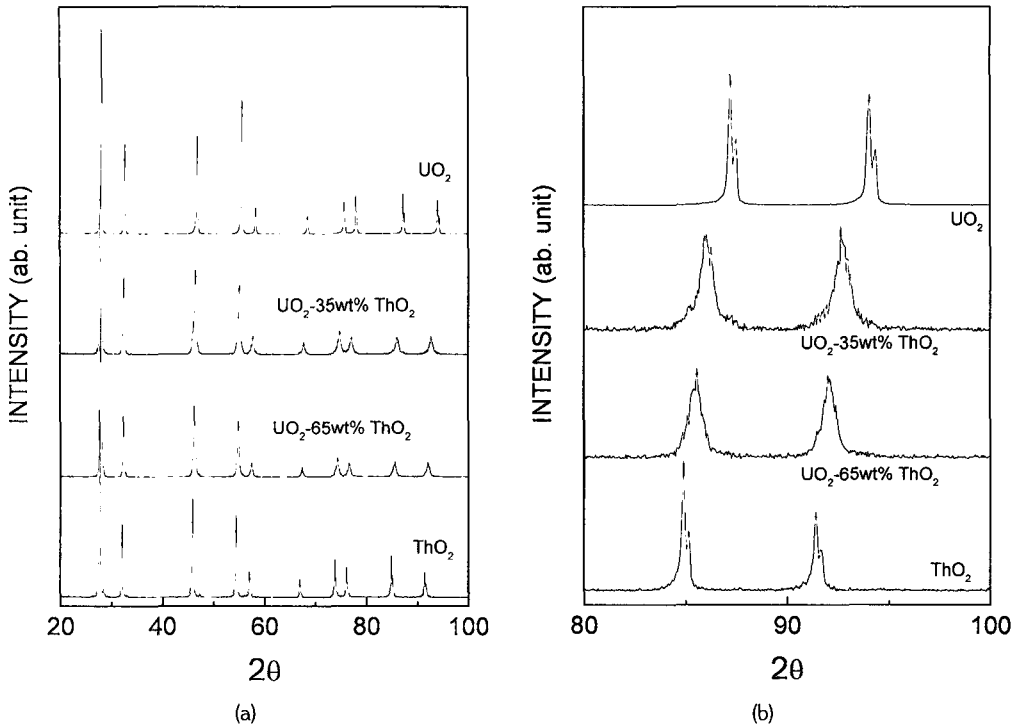 INTENSITY (ab. unit)
UO₂
UO₂-35wt% ThO₂
UO₂-65wt% ThO₂
ThO₂
20 40 60 80 100
2θ
(a)
INTENSITY (ab. unit)
UO₂
UO₂-35wt% ThO₂
UO₂-65wt% ThO₂
ThO₂
80 90 100
2θ
(b)